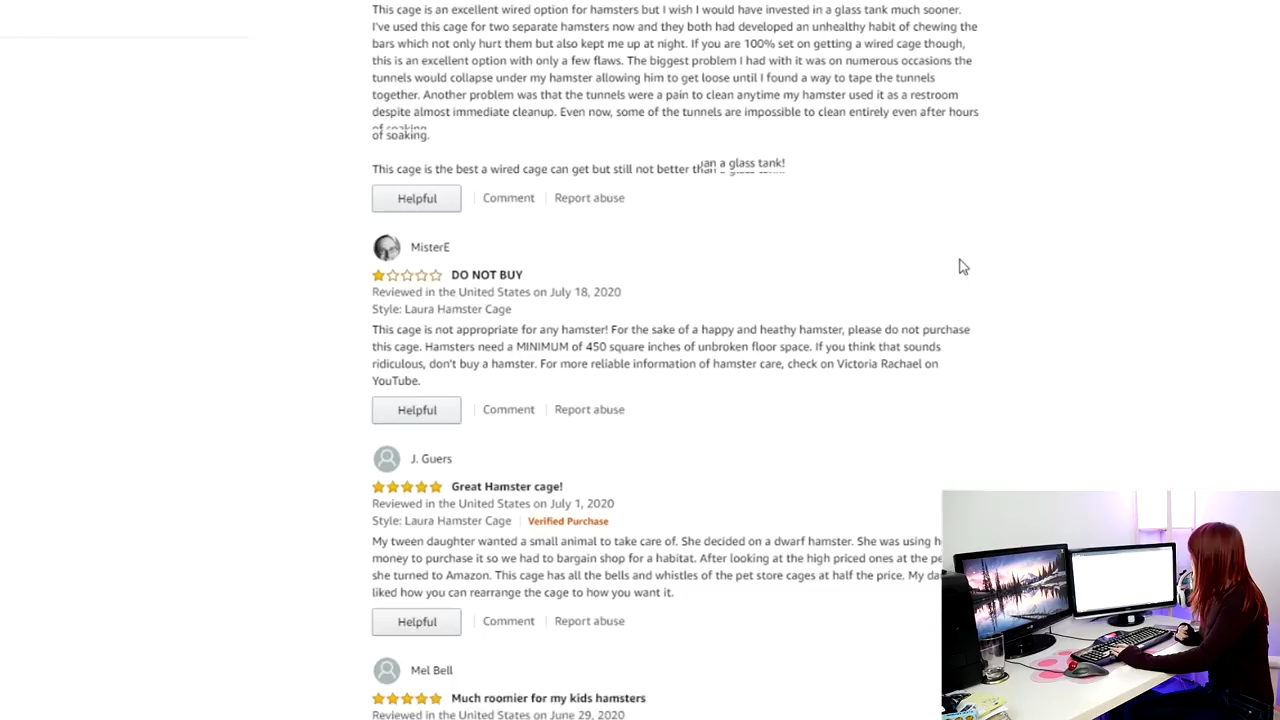 This cage is an excellent wired option for hamsters but I wish I would have invested in a glass tank much sooner.
I've used this cage for two separate hamsters now and they both had developed an unhealthy habit of chewing the
bars which not only hurt them but also kept me up at night. If you are 100% set on getting a wired cage though,
this is an excellent option with only a few flaws. The biggest problem I had with it was on numerous occasions the
tunnels would collapse under my hamster allowing him to get loose until I found a way to tape the tunnels
together. Another problem was that the tunnels were a pain to clean anytime my hamster used it as a restroom
despite almost immediate cleanup. Even now, some of the tunnels are impossible to clean entirely even after hours
of soaking.
This cage is the best a wired cage can get but still not better than a glass tank!
Helpful Comment Report abuse
MisterE
DO NOT BUY
Reviewed in the United States on July 18, 2020
Style: Laura Hamster Cage
This cage is not appropriate for any hamster! For the sake of a happy and heathy hamster, please do not purchase
this cage. Hamsters need a MINIMUM of 450 square inches of unbroken floor space. If you think that sounds
ridiculous, don't buy a hamster. For more reliable information of hamster care, check on Victoria Rachael on
YouTube.
Helpful Comment Report abuse
J. Guers
Great Hamster cage!
Reviewed in the United States on July 1, 2020
Style: Laura Hamster Cage Verified Purchase
My tween daughter wanted a small animal to take care of. She decided on a dwarf hamster. She was using
money to purchase it so we had to bargain shop for a habitat. After looking at the high priced ones at the
she turned to Amazon. This cage has all the bells and whistles of the pet store cages at half the price. My
liked how you can rearrange the cage to how you want it.
Helpful Comment Report abuse
Mel Bell
Much roomier for my kids hamsters
Reviewed in the United States on June 29, 2020